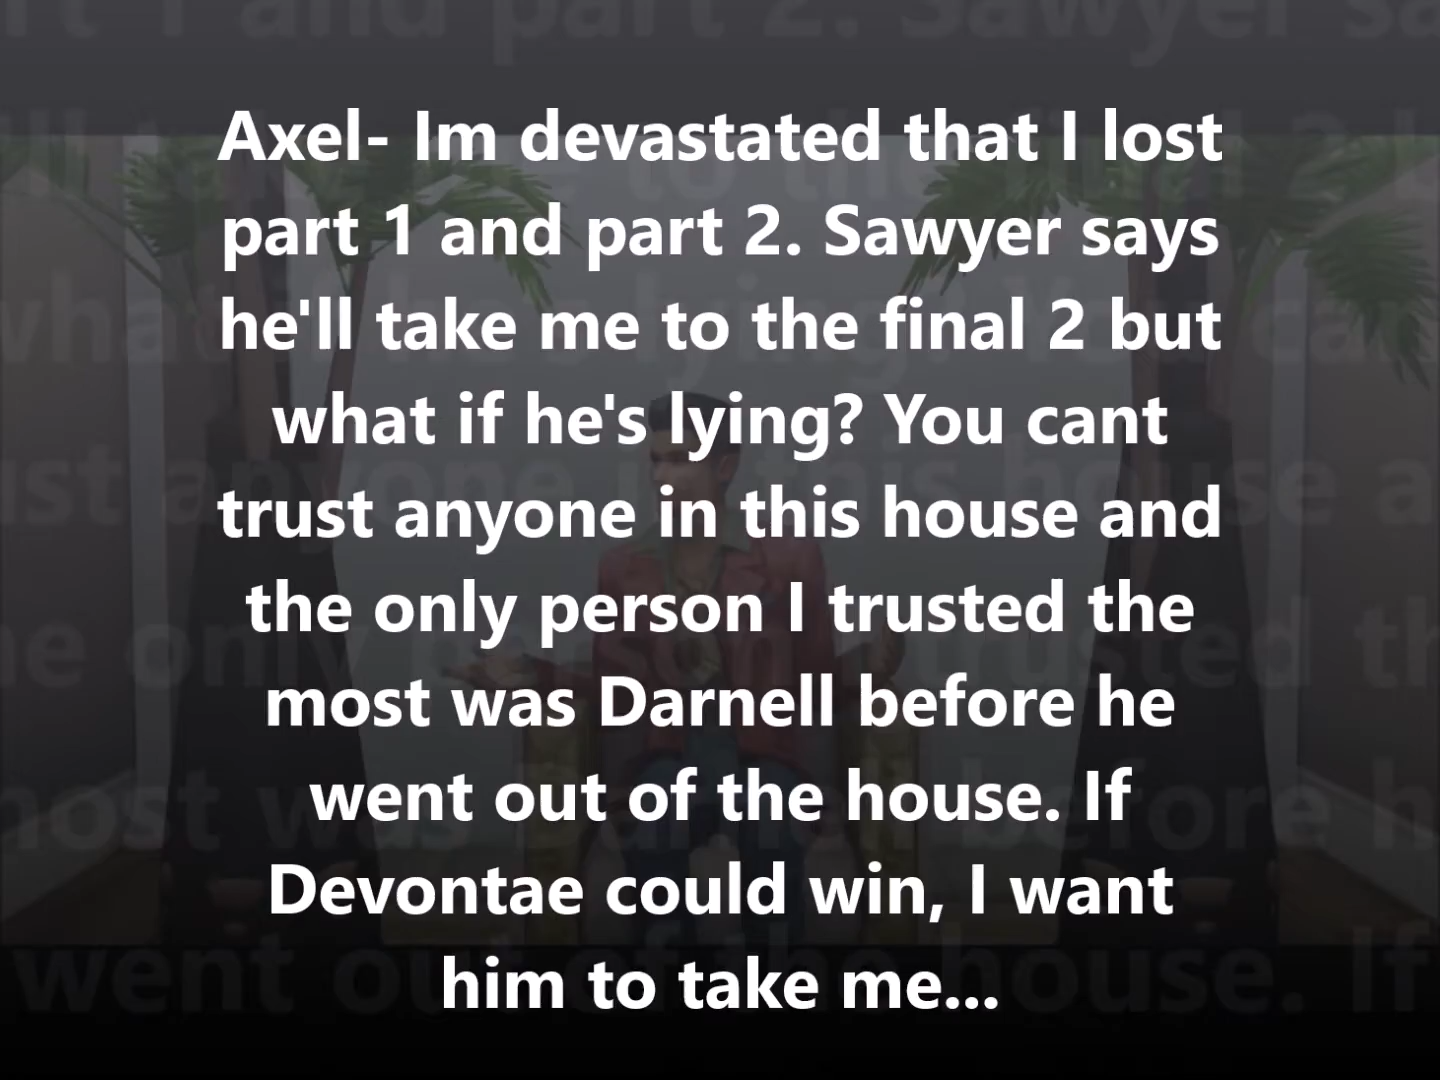 Axel- Im devastated that I lost
part 1 and part 2. Sawyer says
he'll take me to the final 2 but
what if he's lying? You cant
trust anyone in this house and
the only person I trusted the
most was Darnell before he
went out of the house. If
Devontae could win, I want
him to take me...